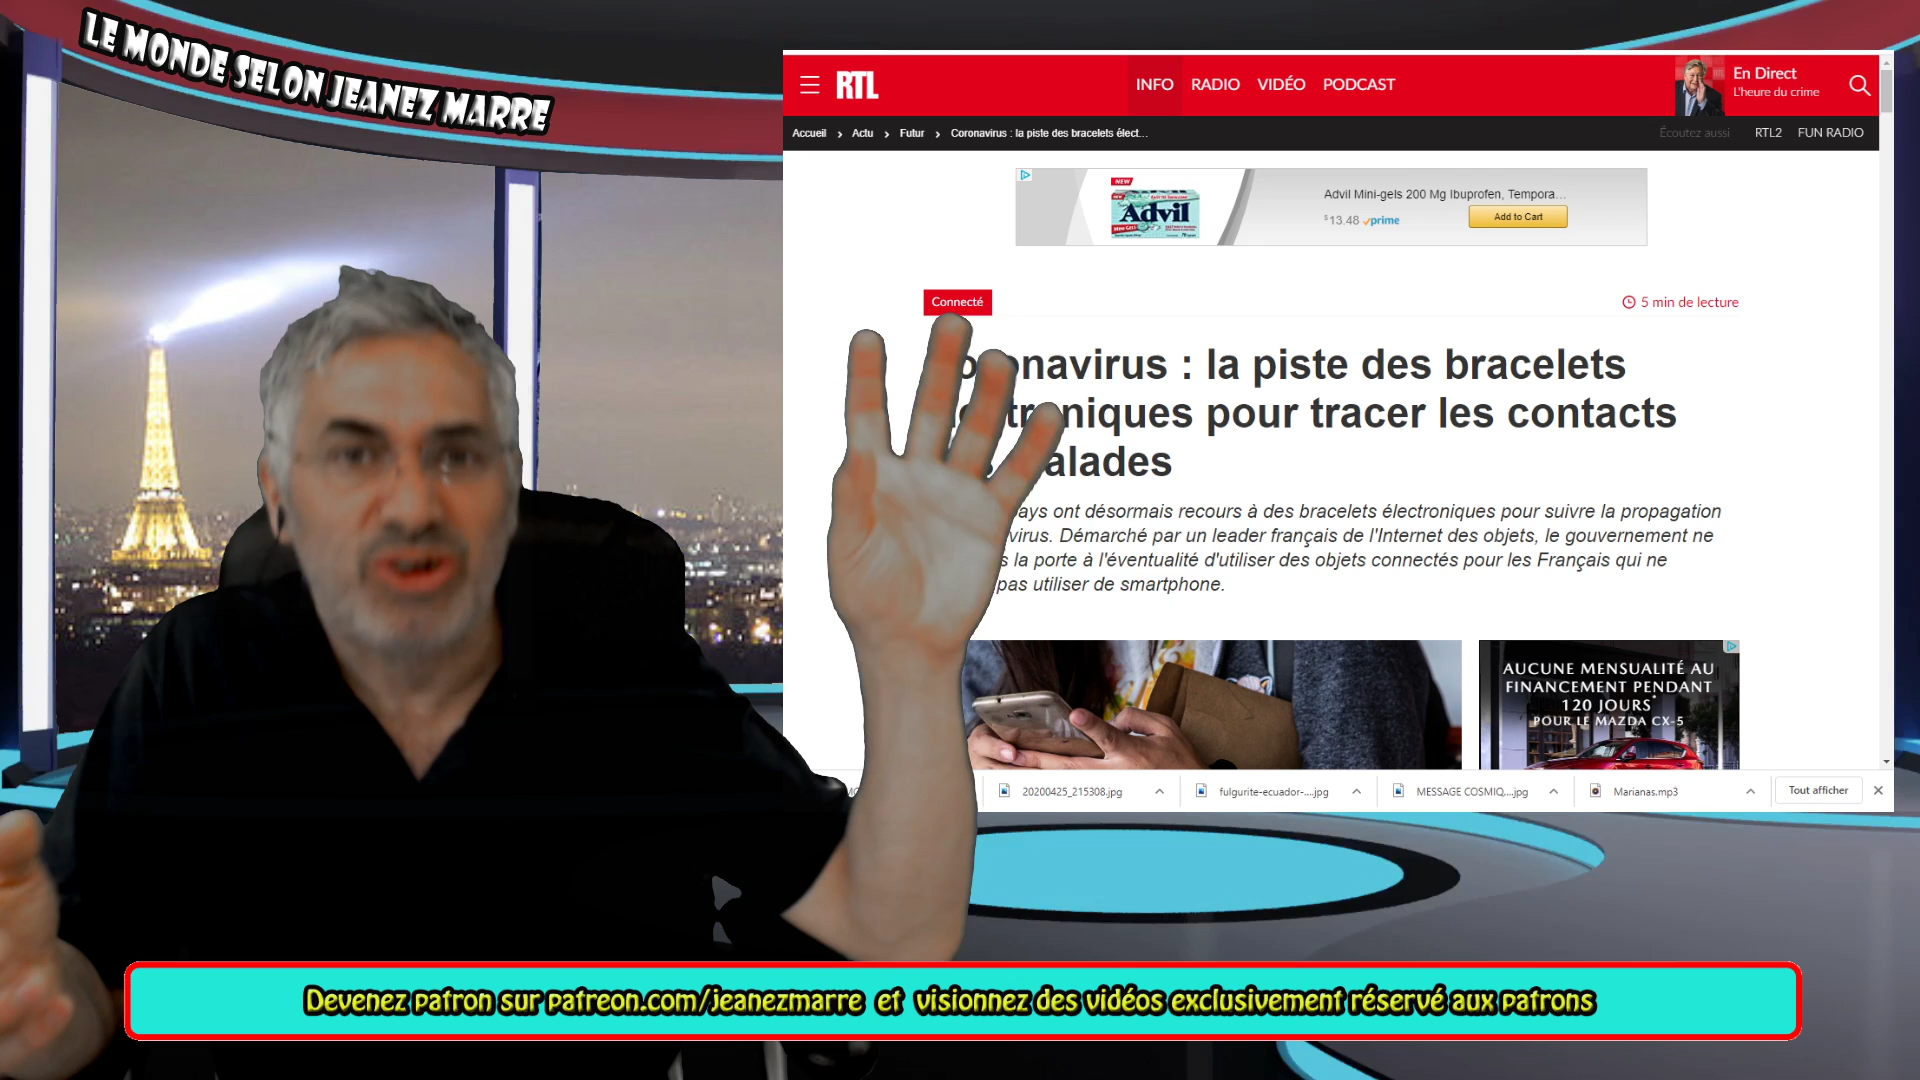 LE MONDE SELON JEANEZ MARRE
RTL
INFO RADIO VIDÉO PODCAST
En Direct
L'heure du crime
Accueil › Actu › Futur › Coronavirus : la piste des bracelets élect...
Écoutez aussi RTL2 FUN RADIO
NEW
Advil
Advil Mini-gels 200 Mg Ibuprofen, Tempora...
$13.48 prime
Add to Cart
Connecté
5 min de lecture
onavirus : la piste des bracelets
troniques pour tracer les contacts
alades
ays ont désormais recours à des bracelets électroniques pour suivre la propagation
virus. Démarché par un leader français de l'Internet des objets, le gouvernement ne
s la porte à l'éventualité d'utiliser des objets connectés pour les Français qui ne
pas utiliser de smartphone.
AUCUNE MENSUALITÉ AU
FINANCEMENT PENDANT
120 JOURS*
POUR LE MAZDA CX-5
20200425_215308.jpg
fulgurite-ecuador-....jpg
MESSAGE COSMIQ....jpg
Marianas.mp3
Tout afficher
Devenez patron sur patreon.com/jeanezmarre et visionnez des vidéos exclusivement réservé aux patrons